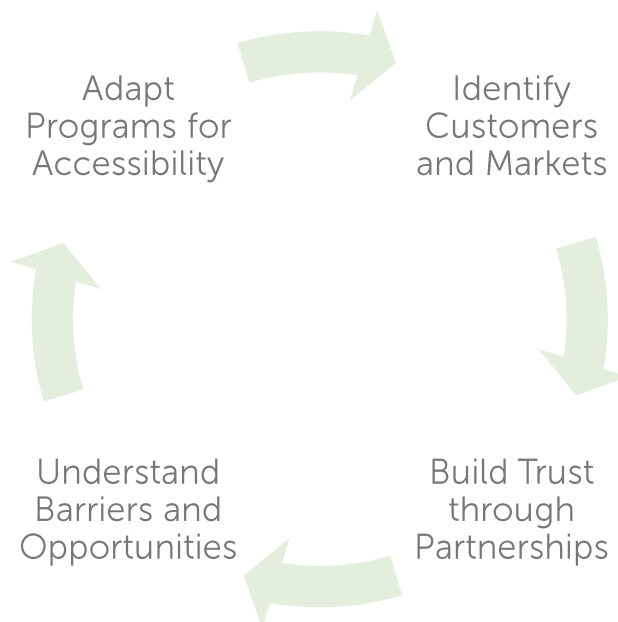 Adapt
Programs for
Accessibility
Identify
Customers
and Markets
Understand
Barriers and
Opportunities
Build Trust
through
Partnerships